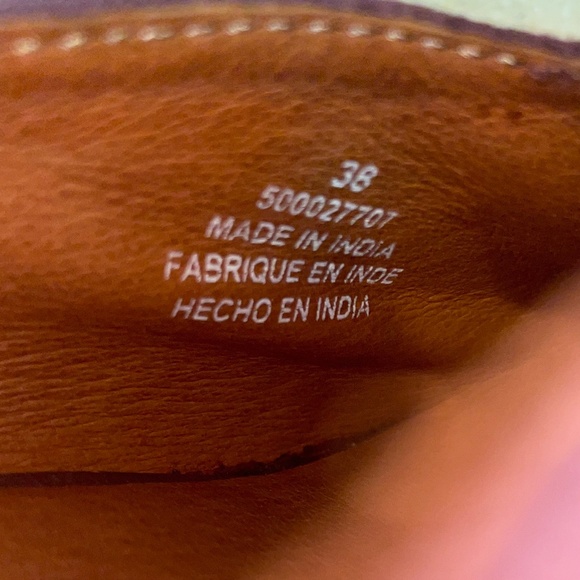 38
500027707
MADE IN INDIA
FABRIQUE EN INDE
HECHO EN INDIA